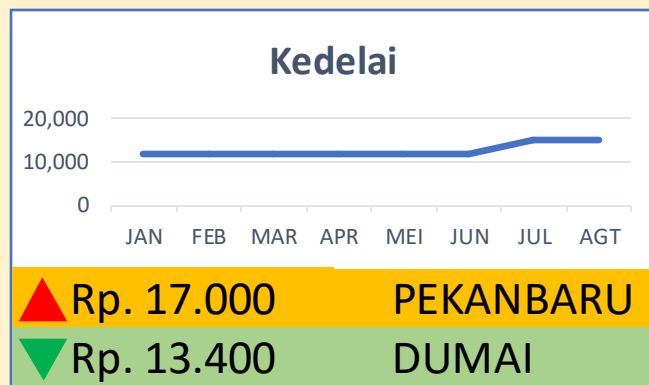 Kedelai
20,000
10,000
0
JAN FEB MAR APR MEI JUN JUL AGT
Rp. 17.000 PEKANBARU
Rp. 13.400 DUMAI